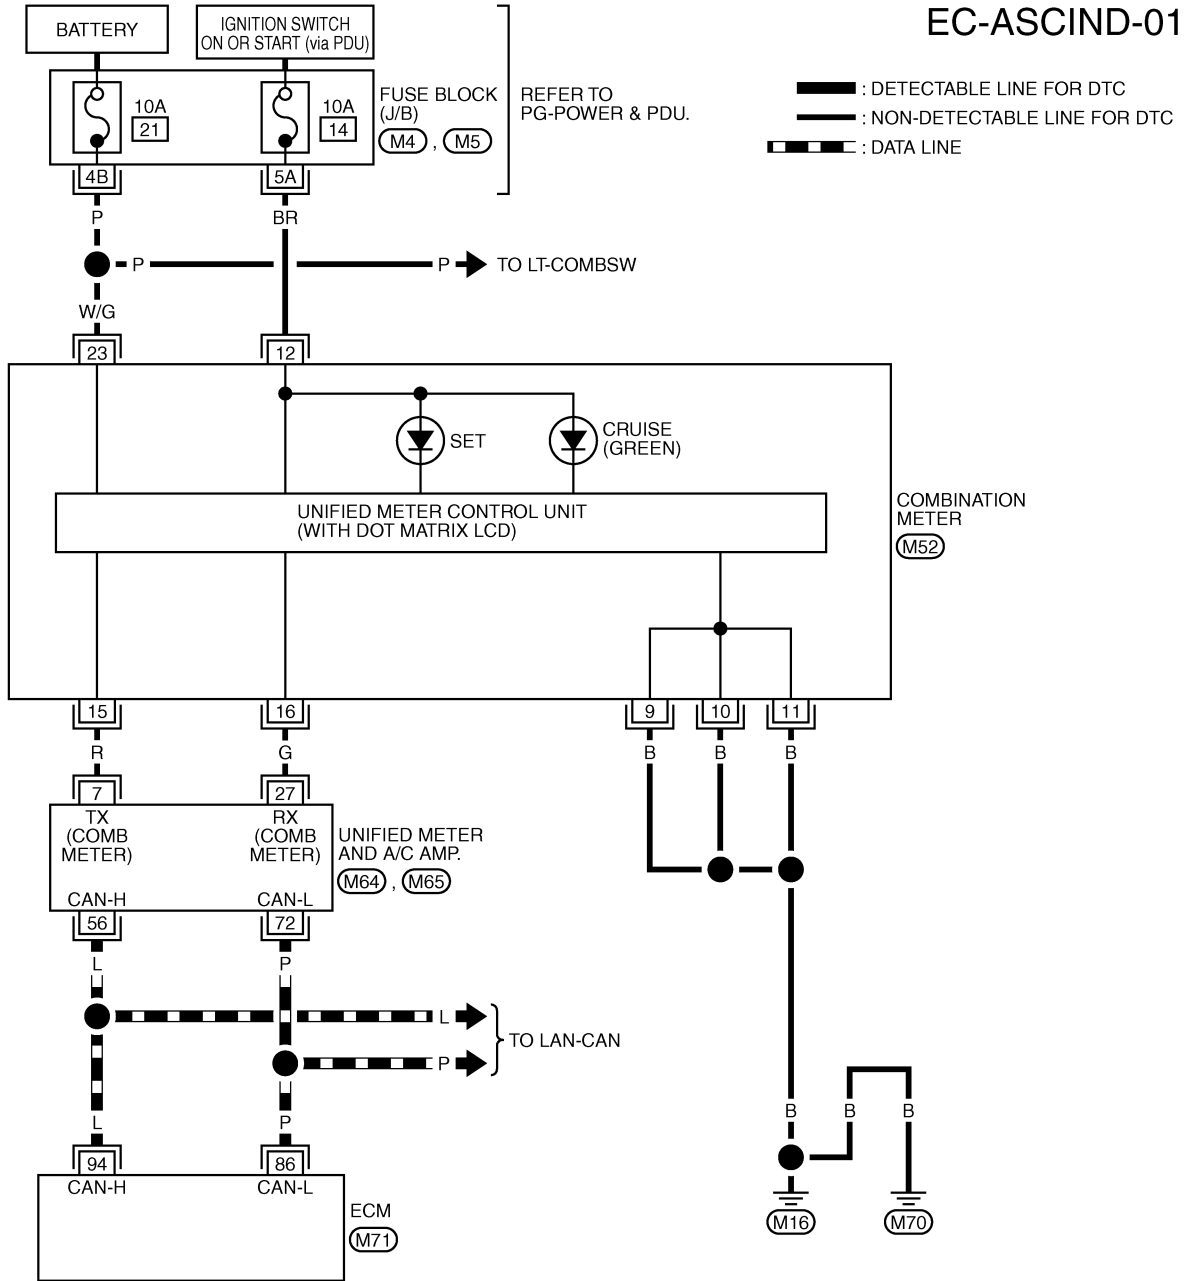 EC-ASCIND-01
BATTERY
IGNITION SWITCH
ON OR START (via PDU)
: DETECTABLE LINE FOR DTC
: NON-DETECTABLE LINE FOR DTC
: DATA LINE
10A
21
10A
14
FUSE BLOCK
(J/B)
M4 , M5
REFER TO
PG-POWER & PDU.
4B
5A
P
BR
P
P
TO LT-COMBSW
W/G
23
12
SET
CRUISE
(GREEN)
UNIFIED METER CONTROL UNIT
(WITH DOT MATRIX LCD)
COMBINATION
METER
M52
15
16
9
10
11
R
G
B
B
B
7
27
TX
(COMB
METER)
RX
(COMB
METER)
UNIFIED METER
AND A/C AMP.
M64 , M65
CAN-H
CAN-L
56
72
L
P
L
P
TO LAN-CAN
L
P
B
B
B
94
86
CAN-H
CAN-L
ECM
M71
M16
M70